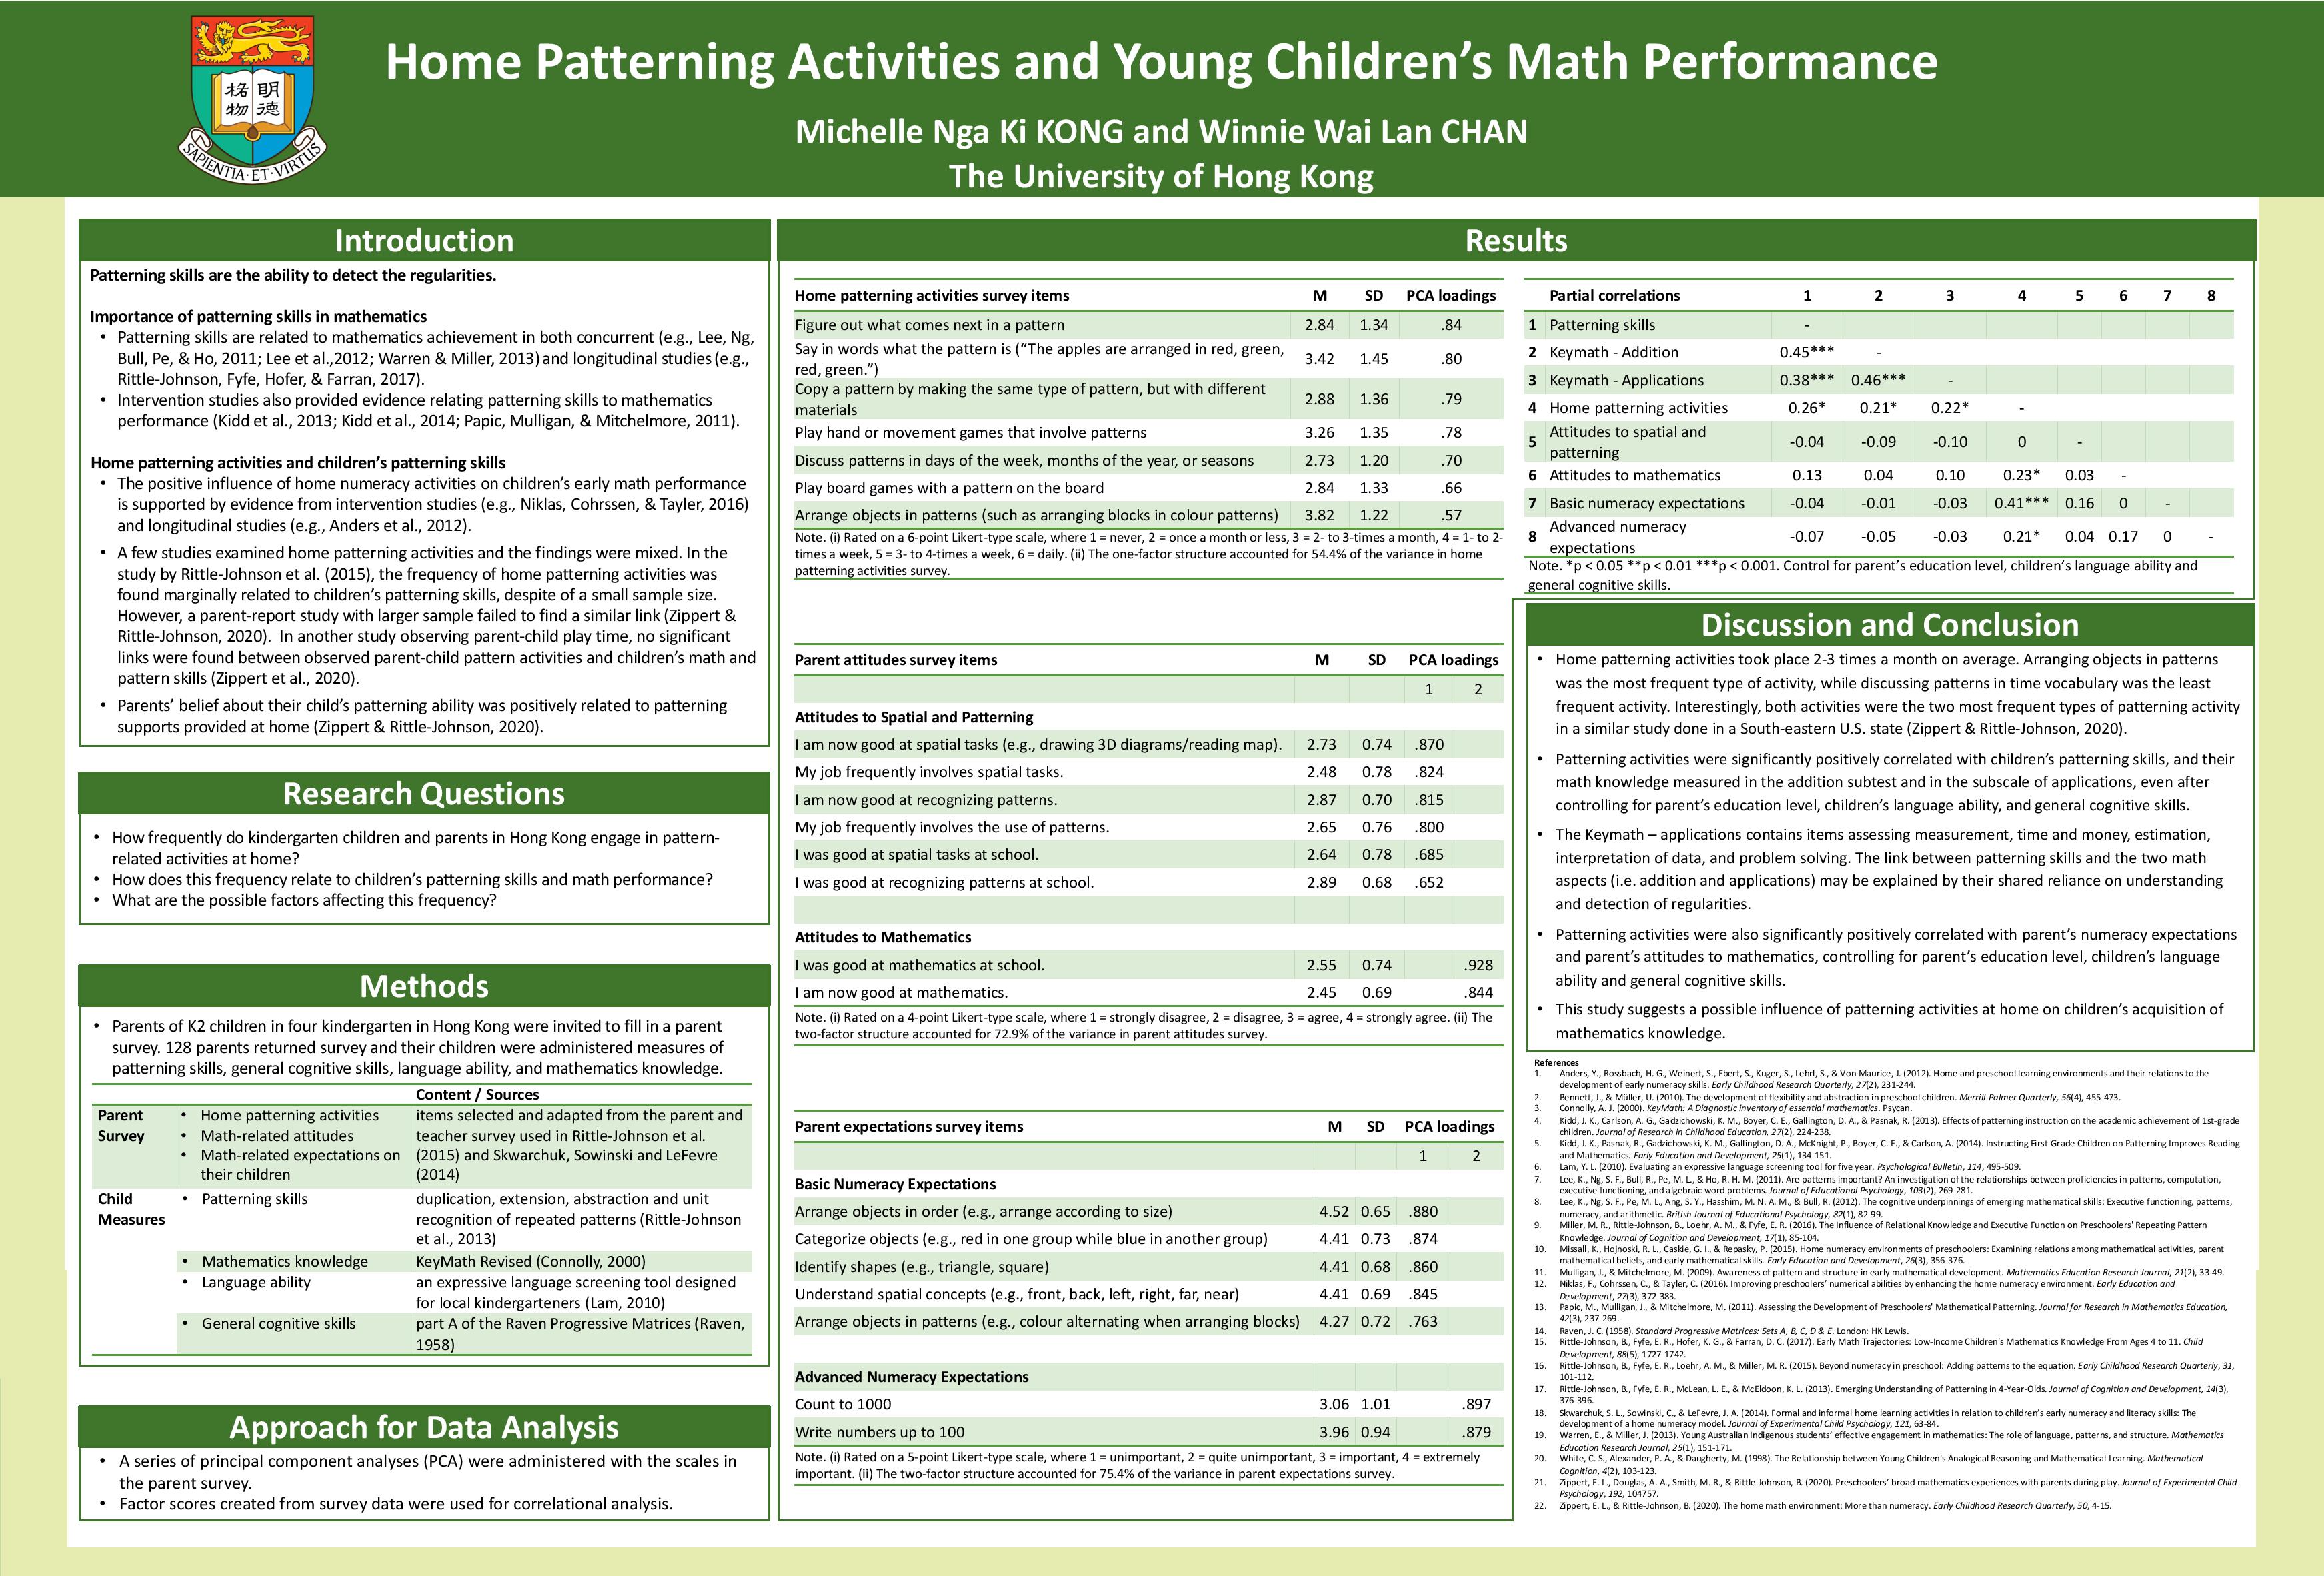 Home Patterning Activities and Young Children’s Math Performance
格物 明德
SAPIENTIA·ET·VIRTUS
Michelle Nga Ki KONG and Winnie Wai Lan CHAN
The University of Hong Kong
Introduction
Patterning skills are the ability to detect the regularities.
Importance of patterning skills in mathematics
• Patterning skills are related to mathematics achievement in both concurrent (e.g., Lee, Ng,
Bull, Pe, & Ho, 2011; Lee et al.,2012; Warren & Miller, 2013) and longitudinal studies (e.g.,
Rittle-Johnson, Fyfe, Hofer, & Farran, 2017).
• Intervention studies also provided evidence relating patterning skills to mathematics
performance (Kidd et al., 2013; Kidd et al., 2014; Papic, Mulligan, & Mitchelmore, 2011).
Home patterning activities and children’s patterning skills
• The positive influence of home numeracy activities on children’s early math performance
is supported by evidence from intervention studies (e.g., Niklas, Cohrssen, & Tayler, 2016)
and longitudinal studies (e.g., Anders et al., 2012).
• A few studies examined home patterning activities and the findings were mixed. In the
study by Rittle-Johnson et al. (2015), the frequency of home patterning activities was
found marginally related to children’s patterning skills, despite of a small sample size.
However, a parent-report study with larger sample failed to find a similar link (Zippert &
Rittle-Johnson, 2020). In another study observing parent-child play time, no significant
links were found between observed parent-child pattern activities and children’s math and
pattern skills (Zippert et al., 2020).
• Parents’ belief about their child’s patterning ability was positively related to patterning
supports provided at home (Zippert & Rittle-Johnson, 2020).
Research Questions
• How frequently do kindergarten children and parents in Hong Kong engage in pattern-
related activities at home?
• How does this frequency relate to children’s patterning skills and math performance?
• What are the possible factors affecting this frequency?
Methods
• Parents of K2 children in four kindergarten in Hong Kong were invited to fill in a parent
survey. 128 parents returned survey and their children were administered measures of
patterning skills, general cognitive skills, language ability, and mathematics knowledge.
Content / Sources
Parent • Home patterning activities items selected and adapted from the parent and
Survey • Math-related attitudes teacher survey used in Rittle-Johnson et al.
• Math-related expectations on (2015) and Skwarchuk, Sowinski and LeFevre
their children (2014)
Child • Patterning skills duplication, extension, abstraction and unit
Measures recognition of repeated patterns (Rittle-Johnson
et al., 2013)
• Mathematics knowledge KeyMath Revised (Connolly, 2000)
• Language ability an expressive language screening tool designed
for local kindergarteners (Lam, 2010)
• General cognitive skills part A of the Raven Progressive Matrices (Raven,
1958)
Approach for Data Analysis
• A series of principal component analyses (PCA) were administered with the scales in
the parent survey.
• Factor scores created from survey data were used for correlational analysis.
Results
Home patterning activities survey items M SD PCA loadings
Figure out what comes next in a pattern 2.84 1.34 .84
Say in words what the pattern is (“The apples are arranged in red, green,
red, green.”) 3.42 1.45 .80
Copy a pattern by making the same type of pattern, but with different
materials 2.88 1.36 .79
Play hand or movement games that involve patterns 3.26 1.35 .78
Discuss patterns in days of the week, months of the year, or seasons 2.73 1.20 .70
Play board games with a pattern on the board 2.84 1.33 .66
Arrange objects in patterns (such as arranging blocks in colour patterns) 3.82 1.22 .57
Note. (i) Rated on a 6-point Likert-type scale, where 1 = never, 2 = once a month or less, 3 = 2- to 3-times a month, 4 = 1- to 2-
times a week, 5 = 3- to 4-times a week, 6 = daily. (ii) The one-factor structure accounted for 54.4% of the variance in home
patterning activities survey.
Parent attitudes survey items M SD PCA loadings
1 2
Attitudes to Spatial and Patterning
I am now good at spatial tasks (e.g., drawing 3D diagrams/reading map). 2.73 0.74 .870
My job frequently involves spatial tasks. 2.48 0.78 .824
I am now good at recognizing patterns. 2.87 0.70 .815
My job frequently involves the use of patterns. 2.65 0.76 .800
I was good at spatial tasks at school. 2.64 0.78 .685
I was good at recognizing patterns at school. 2.89 0.68 .652
Attitudes to Mathematics
I was good at mathematics at school. 2.55 0.74 .928
I am now good at mathematics. 2.45 0.69 .844
Note. (i) Rated on a 4-point Likert-type scale, where 1 = strongly disagree, 2 = disagree, 3 = agree, 4 = strongly agree. (ii) The
two-factor structure accounted for 72.9% of the variance in parent attitudes survey.
Parent expectations survey items M SD PCA loadings
1 2
Basic Numeracy Expectations
Arrange objects in order (e.g., arrange according to size) 4.52 0.65 .880
Categorize objects (e.g., red in one group while blue in another group) 4.41 0.73 .874
Identify shapes (e.g., triangle, square) 4.41 0.68 .860
Understand spatial concepts (e.g., front, back, left, right, far, near) 4.41 0.69 .845
Arrange objects in patterns (e.g., colour alternating when arranging blocks) 4.27 0.72 .763
Advanced Numeracy Expectations
Count to 1000 3.06 1.01 .897
Write numbers up to 100 3.96 0.94 .879
Note. (i) Rated on a 5-point Likert-type scale, where 1 = unimportant, 2 = quite unimportant, 3 = important, 4 = extremely
important. (ii) The two-factor structure accounted for 75.4% of the variance in parent expectations survey.
Partial correlations 1 2 3 4 5 6 7 8
1 Patterning skills -
2 Keymath - Addition 0.45*** -
3 Keymath - Applications 0.38*** 0.46*** -
4 Home patterning activities 0.26* 0.21* 0.22* -
5 Attitudes to spatial and
patterning -0.04 -0.09 -0.10 0 -
6 Attitudes to mathematics 0.13 0.04 0.10 0.23* 0.03 -
7 Basic numeracy expectations -0.04 -0.01 -0.03 0.41*** 0.16 0 -
8 Advanced numeracy
expectations -0.07 -0.05 -0.03 0.21* 0.04 0.17 0 -
Note. *p < 0.05 **p < 0.01 ***p < 0.001. Control for parent’s education level, children’s language ability and
general cognitive skills.
Discussion and Conclusion
• Home patterning activities took place 2-3 times a month on average. Arranging objects in patterns
was the most frequent type of activity, while discussing patterns in time vocabulary was the least
frequent activity. Interestingly, both activities were the two most frequent types of patterning activity
in a similar study done in a South-eastern U.S. state (Zippert & Rittle-Johnson, 2020).
• Patterning activities were significantly positively correlated with children’s patterning skills, and their
math knowledge measured in the addition subtest and in the subscale of applications, even after
controlling for parent’s education level, children’s language ability, and general cognitive skills.
• The Keymath – applications contains items assessing measurement, time and money, estimation,
interpretation of data, and problem solving. The link between patterning skills and the two math
aspects (i.e. addition and applications) may be explained by their shared reliance on understanding
and detection of regularities.
• Patterning activities were also significantly positively correlated with parent’s numeracy expectations
and parent’s attitudes to mathematics, controlling for parent’s education level, children’s language
ability and general cognitive skills.
• This study suggests a possible influence of patterning activities at home on children’s acquisition of
mathematics knowledge.
References
1. Anders, Y., Rossbach, H. G., Weinert, S., Ebert, S., Kuger, S., Lehrl, S., & Von Maurice, J. (2012). Home and preschool learning environments and their relations to the
development of early numeracy skills. Early Childhood Research Quarterly, 27(2), 231-244.
2. Bennett, J., & Müller, U. (2010). The development of flexibility and abstraction in preschool children. Merrill-Palmer Quarterly, 56(4), 455-473.
3. Connolly, A. J. (2000). KeyMath: A Diagnostic inventory of essential mathematics. Psycan.
4. Kidd, J. K., Carlson, A. G., Gadzichowski, K. M., Boyer, C. E., Gallington, D. A., & Pasnak, R. (2013). Effects of patterning instruction on the academic achievement of 1st-grade
children. Journal of Research in Childhood Education, 27(2), 224-238.
5. Kidd, J. K., Pasnak, R., Gadzichowski, K. M., Gallington, D. A., McKnight, P., Boyer, C. E., & Carlson, A. (2014). Instructing First-Grade Children on Patterning Improves Reading
and Mathematics. Early Education and Development, 25(1), 134-151.
6. Lam, Y. L. (2010). Evaluating an expressive language screening tool for five year. Psychological Bulletin, 114, 495-509.
7. Lee, K., Ng, S. F., Bull, R., Pe, M. L., & Ho, R. H. M. (2011). Are patterns important? An investigation of the relationships between proficiencies in patterns, computation,
executive functioning, and algebraic word problems. Journal of Educational Psychology, 103(2), 269-281.
8. Lee, K., Ng, S. F., Pe, M. L., Ang, S. Y., Hasshim, M. N. A. M., & Bull, R. (2012). The cognitive underpinnings of emerging mathematical skills: Executive functioning, patterns,
numeracy, and arithmetic. British Journal of Educational Psychology, 82(1), 82-99.
9. Miller, M. R., Rittle-Johnson, B., Loehr, A. M., & Fyfe, E. R. (2016). The Influence of Relational Knowledge and Executive Function on Preschoolers' Repeating Pattern
Knowledge. Journal of Cognition and Development, 17(1), 85-104.
10. Missall, K., Hojnoski, R. L., Caskie, G. I., & Repasky, P. (2015). Home numeracy environments of preschoolers: Examining relations among mathematical activities, parent
mathematical beliefs, and early mathematical skills. Early Education and Development, 26(3), 356-376.
11. Mulligan, J., & Mitchelmore, M. (2009). Awareness of pattern and structure in early mathematical development. Mathematics Education Research Journal, 21(2), 33-49.
12. Niklas, F., Cohrssen, C., & Tayler, C. (2016). Improving preschoolers’ numerical abilities by enhancing the home numeracy environment. Early Education and
Development, 27(3), 372-383.
13. Papic, M., Mulligan, J., & Mitchelmore, M. (2011). Assessing the Development of Preschoolers' Mathematical Patterning. Journal for Research in Mathematics Education,
42(3), 237-269.
14. Raven, J. C. (1958). Standard Progressive Matrices: Sets A, B, C, D & E. London: HK Lewis.
15. Rittle-Johnson, B., Fyfe, E. R., Hofer, K. G., & Farran, D. C. (2017). Early Math Trajectories: Low-Income Children's Mathematics Knowledge From Ages 4 to 11. Child
Development, 88(5), 1727-1742.
16. Rittle-Johnson, B., Fyfe, E. R., Loehr, A. M., & Miller, M. R. (2015). Beyond numeracy in preschool: Adding patterns to the equation. Early Childhood Research Quarterly, 31,
101-112.
17. Rittle-Johnson, B., Fyfe, E. R., McLean, L. E., & McEldoon, K. L. (2013). Emerging Understanding of Patterning in 4-Year-Olds. Journal of Cognition and Development, 14(3),
376-396.
18. Skwarchuk, S. L., Sowinski, C., & LeFevre, J. A. (2014). Formal and informal home learning activities in relation to children’s early numeracy and literacy skills: The
development of a home numeracy model. Journal of Experimental Child Psychology, 121, 63-84.
19. Warren, E., & Miller, J. (2013). Young Australian Indigenous students’ effective engagement in mathematics: The role of language, patterns, and structure. Mathematics
Education Research Journal, 25(1), 151-171.
20. White, C. S., Alexander, P. A., & Daugherty, M. (1998). The Relationship between Young Children's Analogical Reasoning and Mathematical Learning. Mathematical
Cognition, 4(2), 103-123.
21. Zippert, E. L., Douglas, A. A., Smith, M. R., & Rittle-Johnson, B. (2020). Preschoolers’ broad mathematics experiences with parents during play. Journal of Experimental Child
Psychology, 192, 104757.
22. Zippert, E. L., & Rittle-Johnson, B. (2020). The home math environment: More than numeracy. Early Childhood Research Quarterly, 50, 4-15.